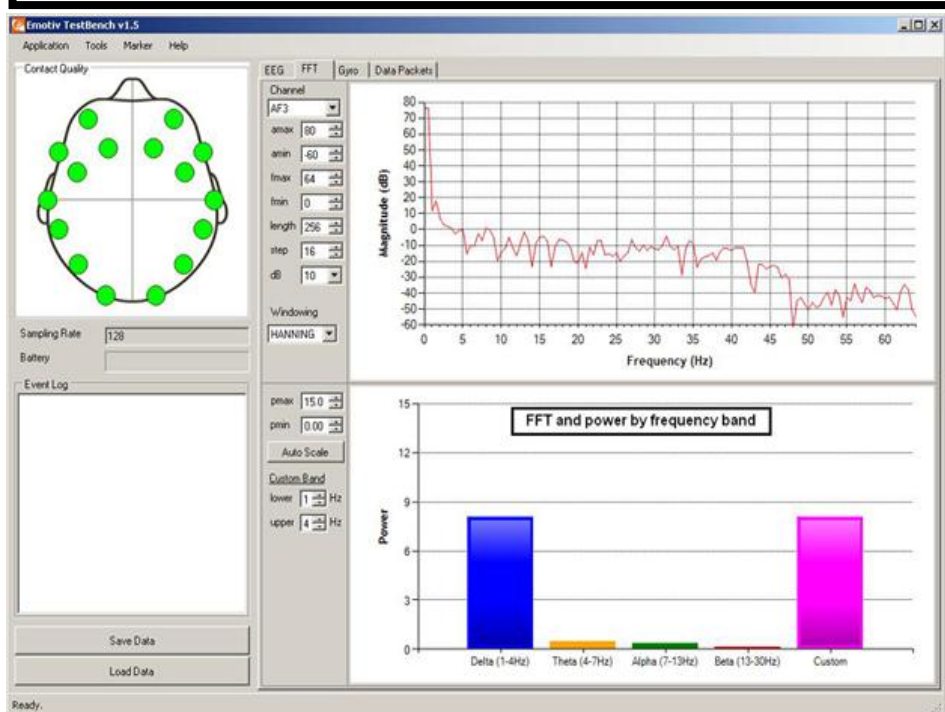 Emotiv TestBench v1.5
Application Tools Marker Help
Contact Quality
Sampling Rate 128
Battery
Event Log
Save Data
Load Data
Ready.
EEG FFT Gyro Data Packets
Channel
AF3
amax 80
amin -60
fmax 64
fmin 0
length 256
step 16
dB 10
Windowing
HANNING
80
70
60
50
40
30
20
10
0
-10
-20
-30
-40
-50
-60
Magnitude (dB)
0 5 10 15 20 25 30 35 40 45 50 55 60
Frequency (Hz)
pmax 15.0
pmin 0.00
Auto Scale
Custom Band
lower 1 Hz
upper 4 Hz
FFT and power by frequency band
15
12
9
6
3
0
Power
Delta (1-4Hz) Theta (4-7Hz) Alpha (7-13Hz) Beta (13-30Hz) Custom